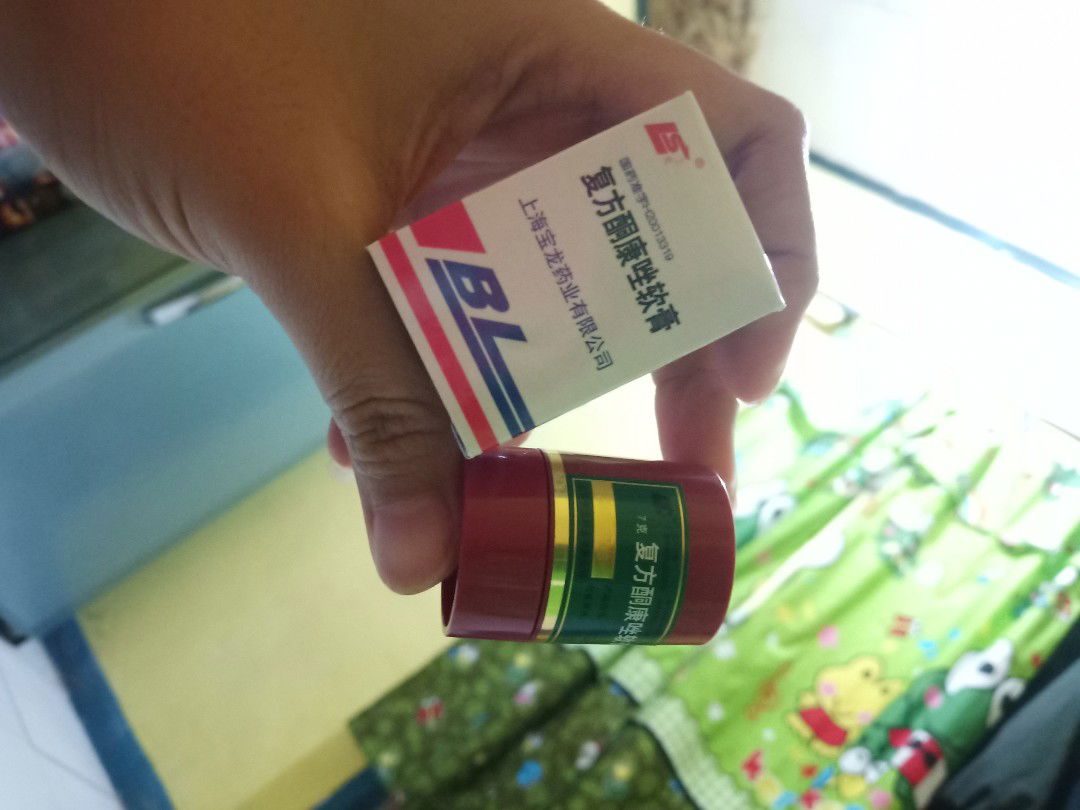 国药准字H20013319
复方酮康唑软膏
上海宝龙药业有限公司
BL
7克
复方酮康唑软